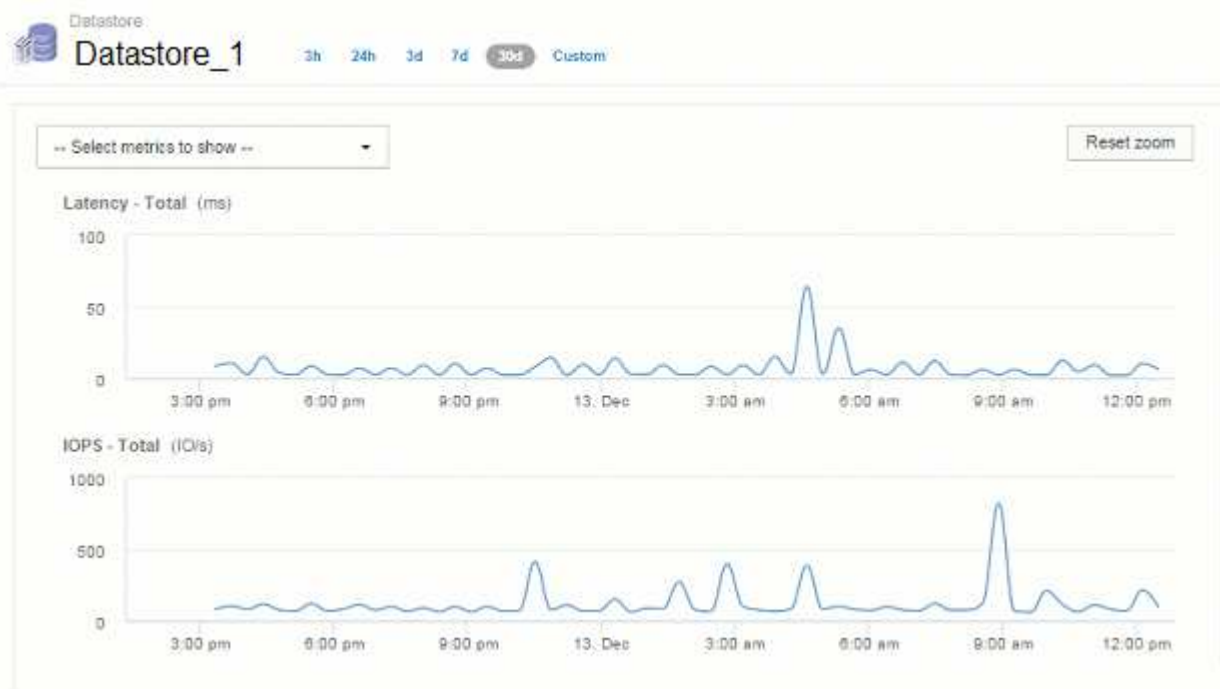 Datastore
Datastore_1 3h 24h 3d 7d 30d Custom
-- Select metrics to show -- Reset zoom
Latency - Total (ms)
100
50
0
3:00 pm 6:00 pm 9:00 pm 13. Dec 3:00 am 6:00 am 9:00 am 12:00 pm
IOPS - Total (IO/s)
1000
500
0
3:00 pm 6:00 pm 9:00 pm 13. Dec 3:00 am 6:00 am 9:00 am 12:00 pm